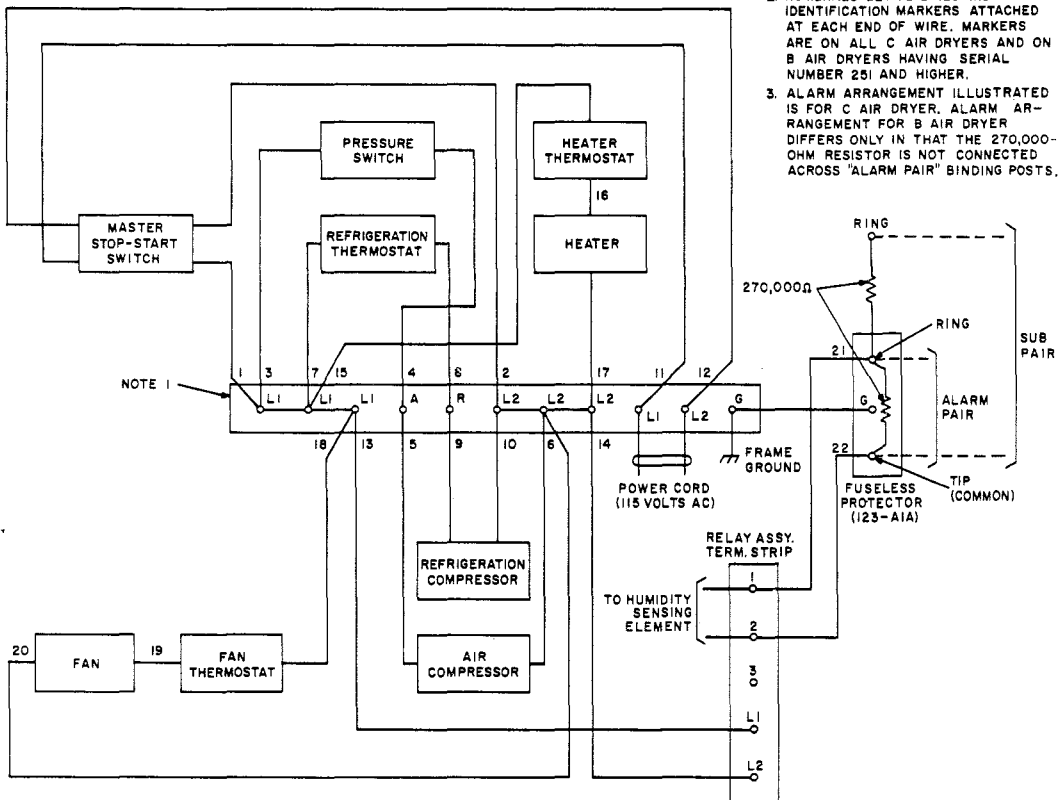 IDENTIFICATION MARKERS ATTACHED
AT EACH END OF WIRE. MARKERS
ARE ON ALL C AIR DRYERS AND ON
B AIR DRYERS HAVING SERIAL
NUMBER 251 AND HIGHER.
3. ALARM ARRANGEMENT ILLUSTRATED
IS FOR C AIR DRYER. ALARM AR-
RANGEMENT FOR B AIR DRYER
DIFFERS ONLY IN THAT THE 270,000-
OHM RESISTOR IS NOT CONNECTED
ACROSS "ALARM PAIR" BINDING POSTS.
PRESSURE
SWITCH
HEATER
THERMOSTAT
16
MASTER
STOP-START
SWITCH
REFRIGERATION
THERMOSTAT
HEATER
RING
270,000Ω
RING
SUB
PAIR
21
ALARM
PAIR
G
22
TIP
(COMMON)
FUSELESS
PROTECTOR
(123-A1A)
NOTE 1
1 3 7 15 4 8 2 17 11 12
L1 L1 L1 A R L2 L2 L2 L1 L2 G
18 13 5 9 10 6 14
FRAME
GROUND
POWER CORD
(115 VOLTS AC)
RELAY ASSY.
TERM. STRIP
REFRIGERATION
COMPRESSOR
TO HUMIDITY
SENSING
ELEMENT
1
2
3
L1
L2
20
FAN
19
FAN
THERMOSTAT
AIR
COMPRESSOR